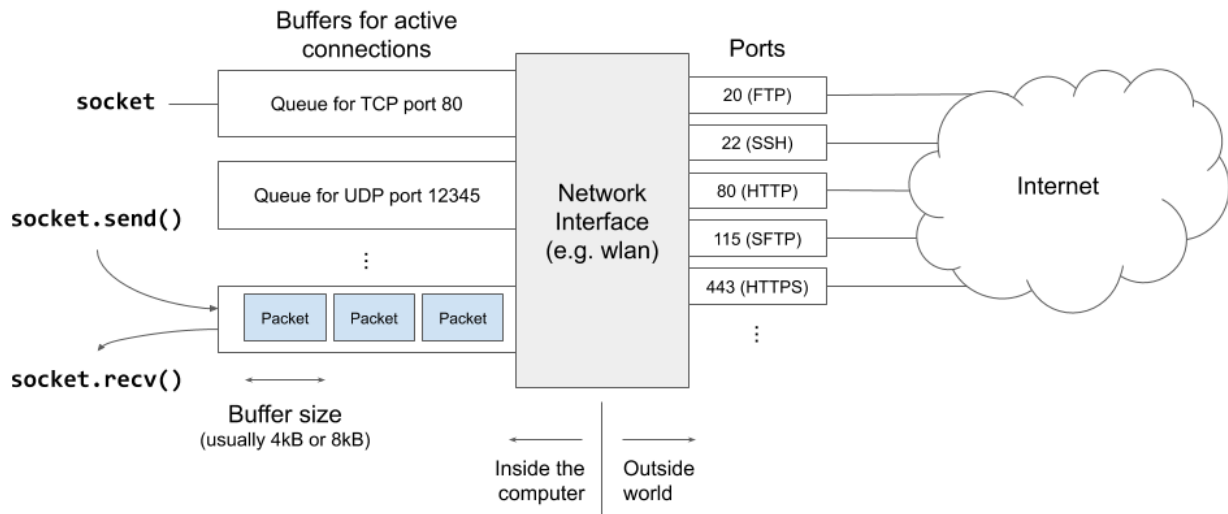 Buffers for active
connections
Ports
socket
Queue for TCP port 80
20 (FTP)
22 (SSH)
Queue for UDP port 12345
80 (HTTP)
Network
Interface
(e.g. wlan)
Internet
socket.send()
115 (SFTP)
⋮
443 (HTTPS)
Packet
Packet
Packet
⋮
socket.recv()
Buffer size
(usually 4kB or 8kB)
Inside the
computer
Outside
world